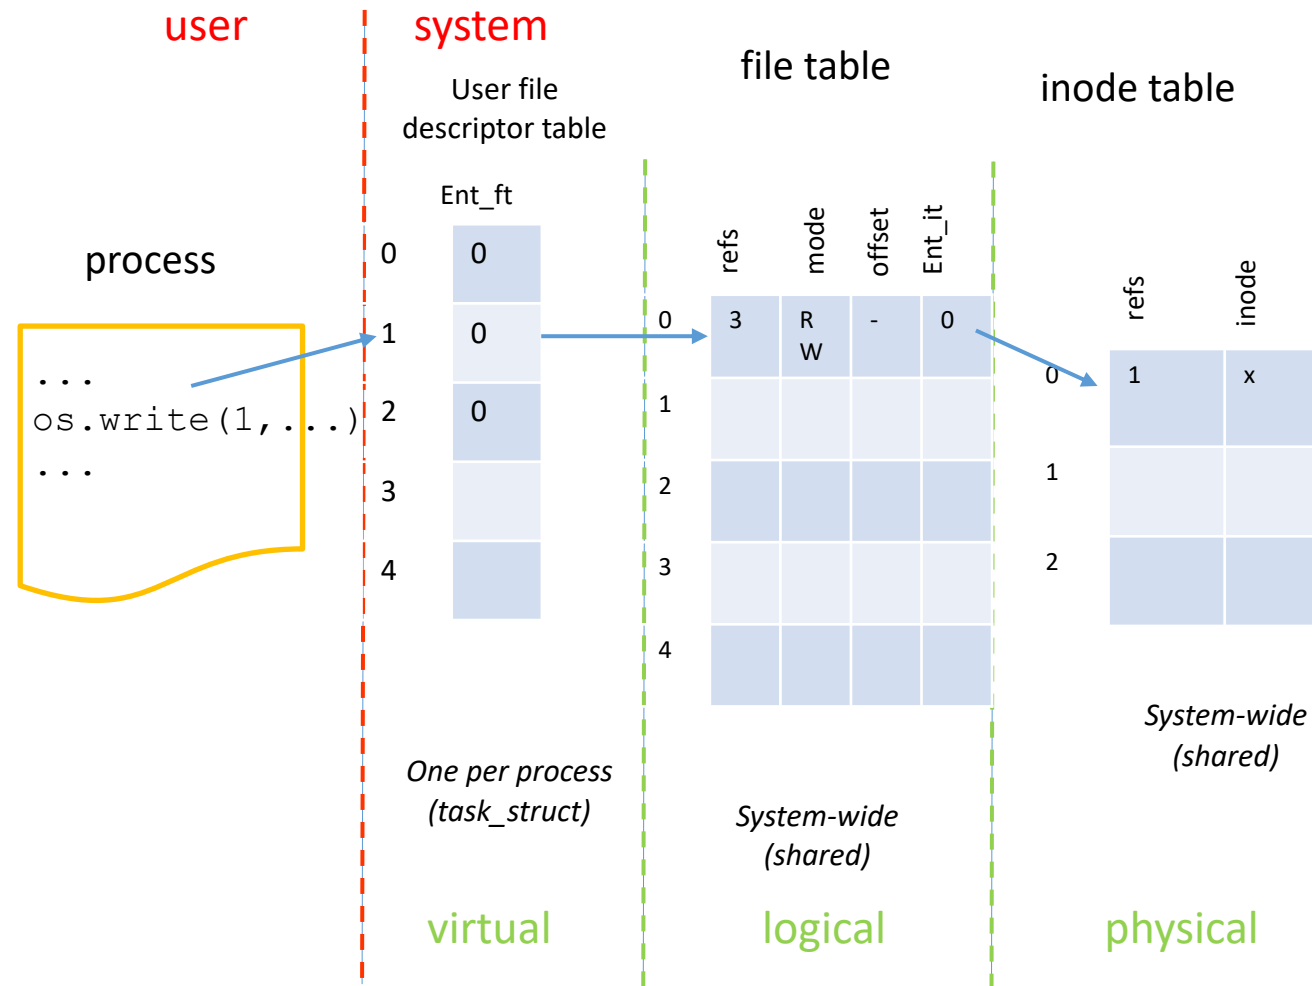 user
system
file table
inode table
User file
descriptor table
Ent_ft
refs
mode
offset
Ent_it
refs
inode
process
0
0
1
0
2
0
3
4
...
os.write(1,...)
...
0
3
R
W
-
0
1
2
3
4
0
1
x
1
2
One per process
(task_struct)
System-wide
(shared)
System-wide
(shared)
virtual
logical
physical